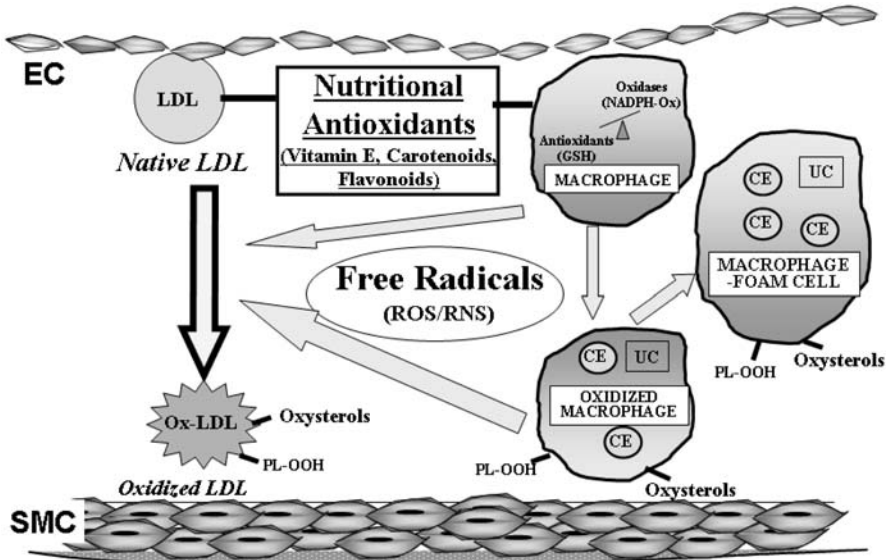 EC
LDL
Native LDL
Nutritional
Antioxidants
(Vitamin E, Carotenoids,
Flavonoids)
Oxidases
(NADPH-Ox)
Antioxidants
(GSH)
MACROPHAGE
CE
UC
CE
CE
MACROPHAGE
-FOAM CELL
PL-OOH
Oxysterols
Free Radicals
(ROS/RNS)
CE
UC
OXIDIZED
MACROPHAGE
CE
PL-OOH
Oxysterols
Ox-LDL
Oxysterols
PL-OOH
Oxidized LDL
SMC